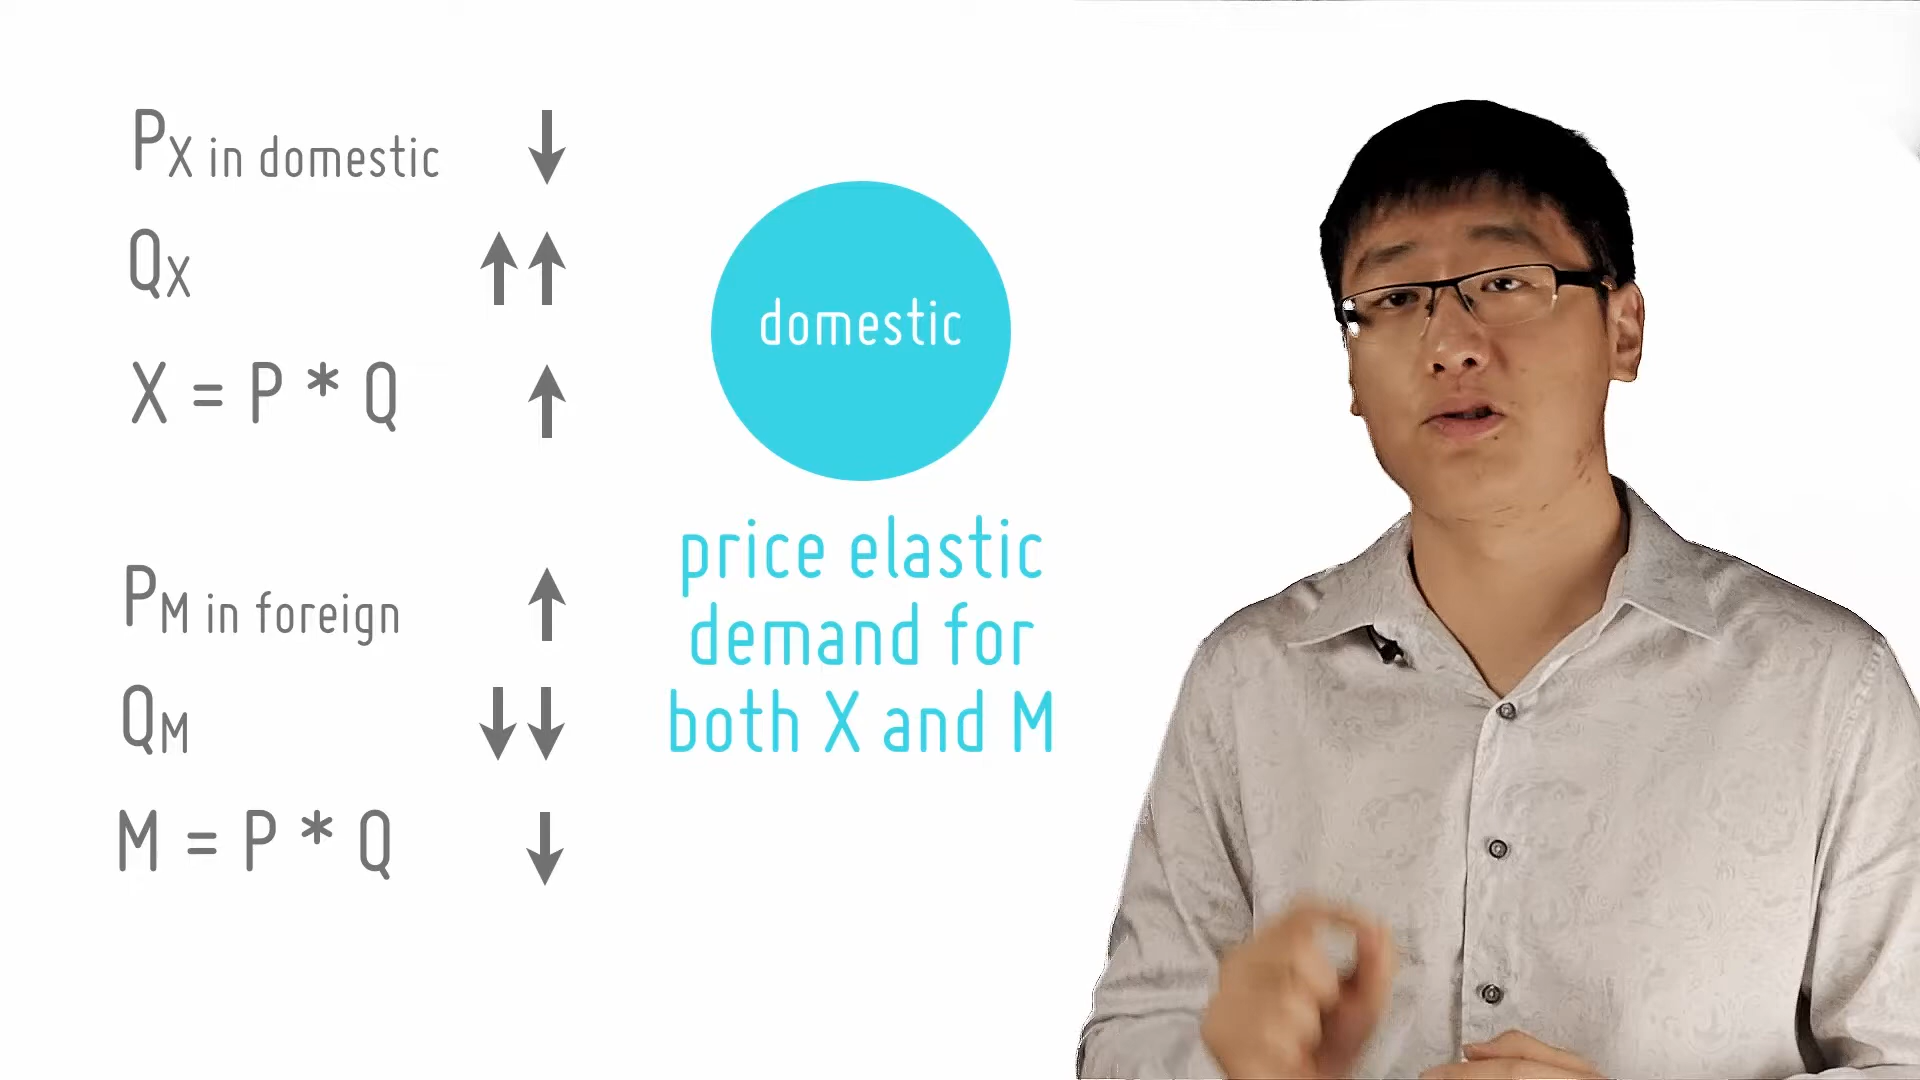 PX in domestic
QX
X = P * Q
PM in foreign
QM
M = P * Q
domestic
price elastic
demand for
both X and M